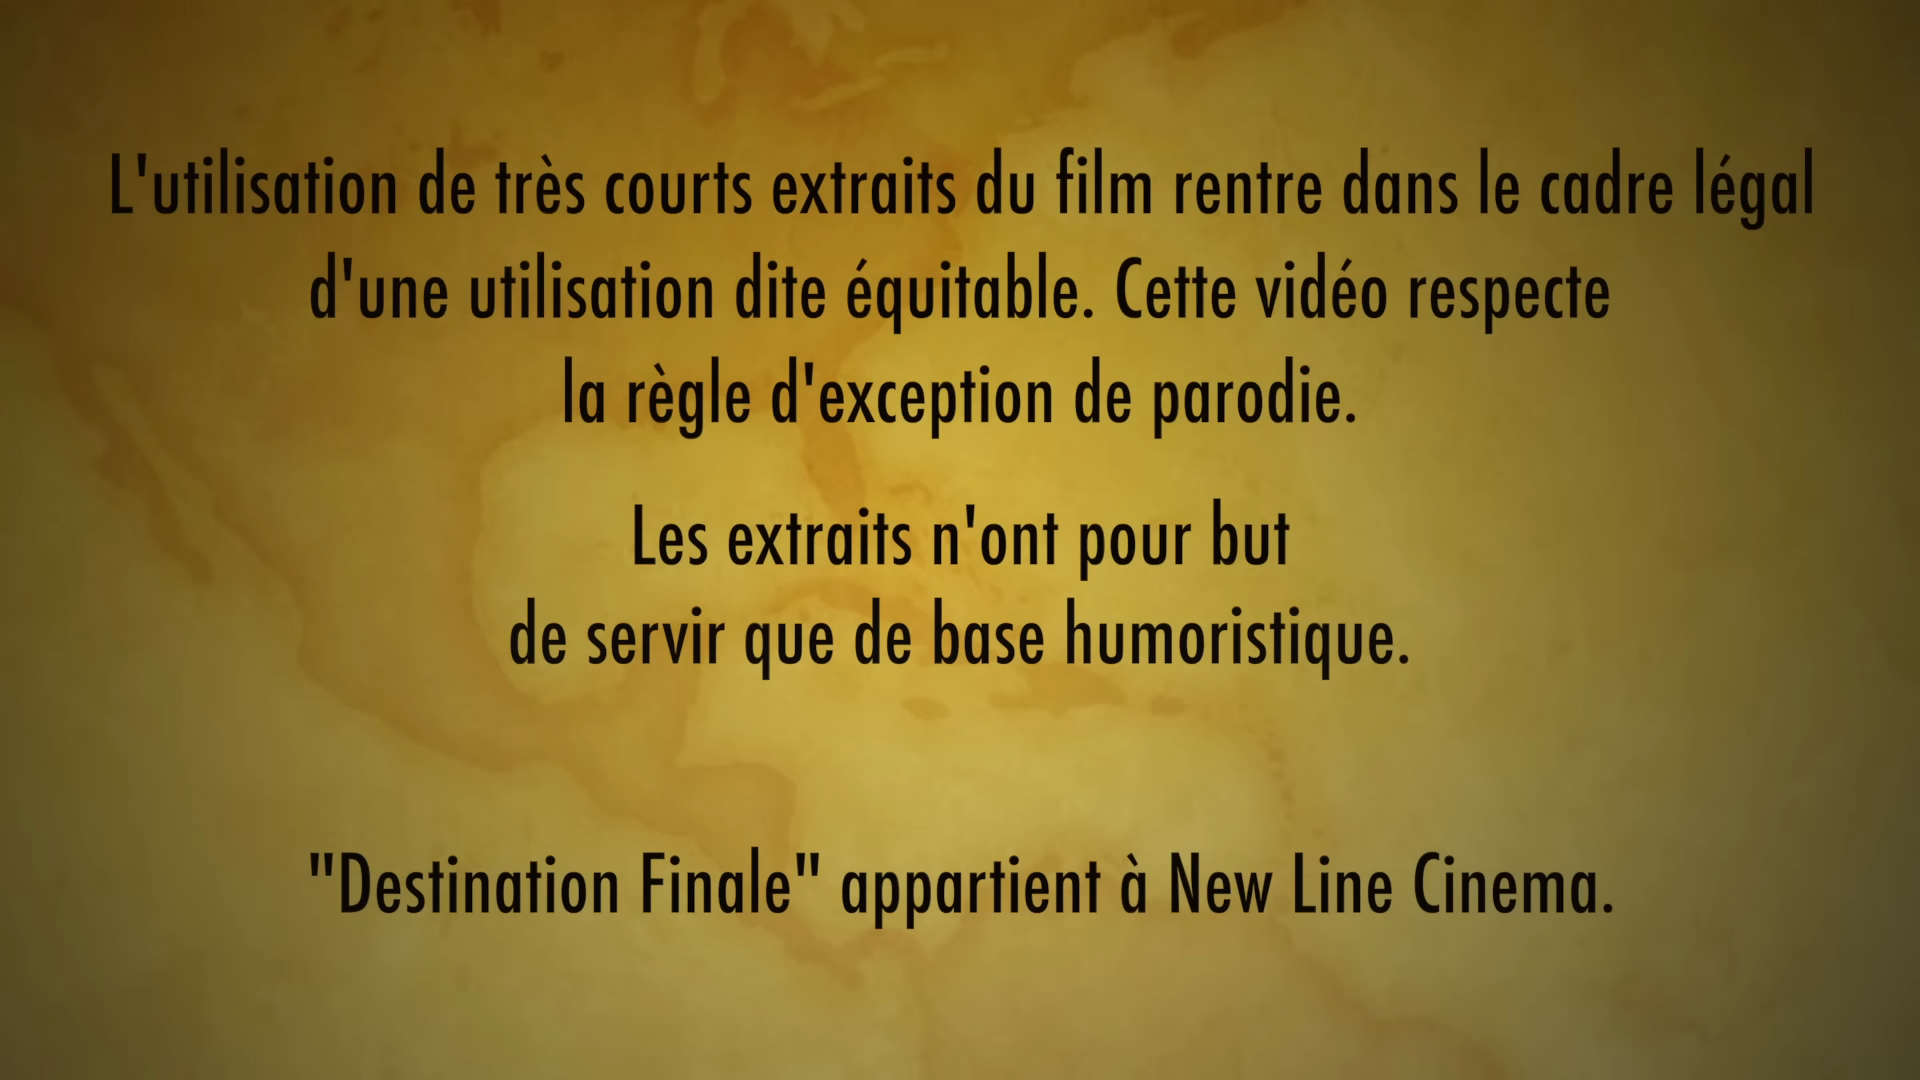 L'utilisation de très courts extraits du film rentre dans le cadre légal
d'une utilisation dite équitable. Cette vidéo respecte
la règle d'exception de parodie.
Les extraits n'ont pour but
de servir que de base humoristique.
"Destination Finale" appartient à New Line Cinema.